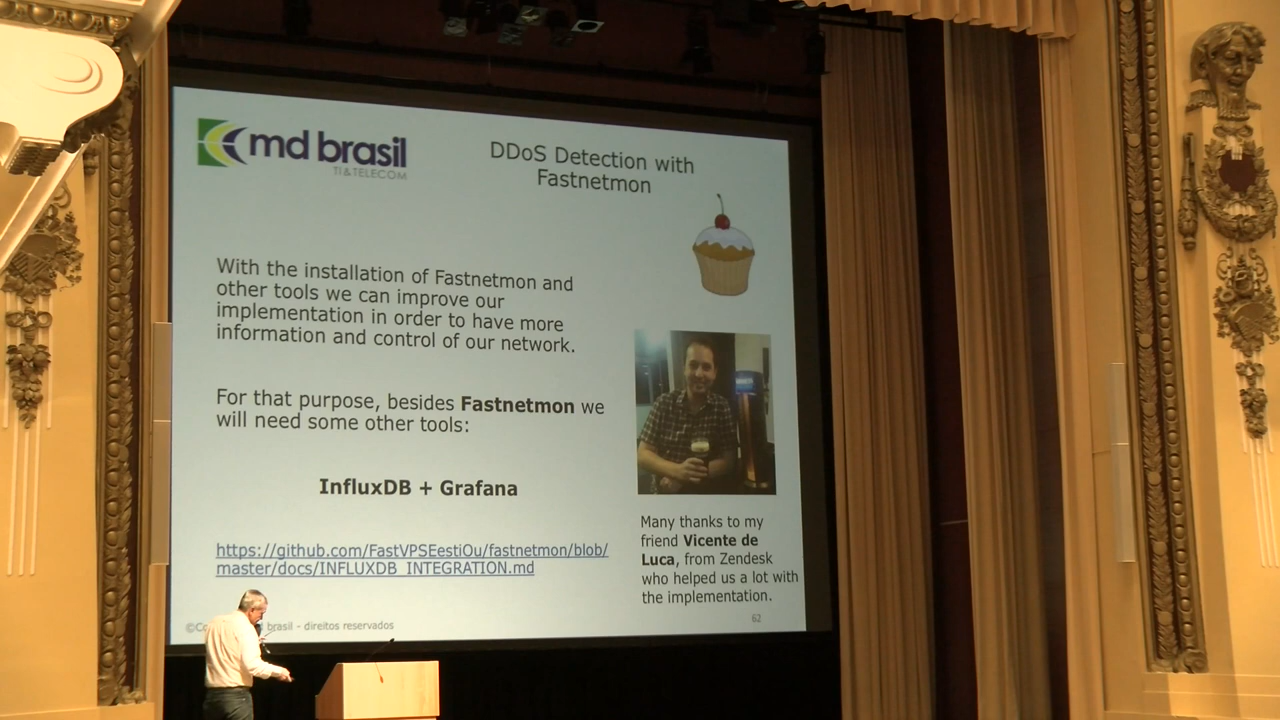 md brasil
TI & TELECOM
DDoS Detection with
Fastnetmon
With the installation of Fastnetmon and
other tools we can improve our
implementation in order to have more
information and control of our network.
For that purpose, besides Fastnetmon we
will need some other tools:
InfluxDB + Grafana
https://github.com/FastVPSEestiOu/fastnetmon/blob/
master/docs/INFLUXDB_INTEGRATION.md
Many thanks to my
friend Vicente de
Luca, from Zendesk
who helped us a lot with
the implementation.
brasil - direitos reservados
62